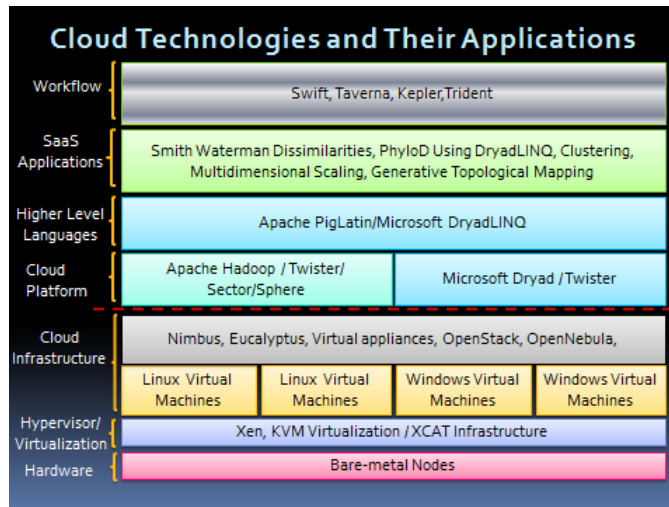 Cloud Technologies and Their Applications
Workflow
Swift, Taverna, Kepler,Trident
SaaS
Applications
Smith Waterman Dissimilarities, PhyloD Using DryadLINQ, Clustering,
Multidimensional Scaling, Generative Topological Mapping
Higher Level
Languages
Apache PigLatin/Microsoft DryadLINQ
Cloud
Platform
Apache Hadoop / Twister/
Sector/Sphere
Microsoft Dryad / Twister
Cloud
Infrastructure
Nimbus, Eucalyptus, Virtual appliances, OpenStack, OpenNebula,
Linux Virtual
Machines
Linux Virtual
Machines
Windows Virtual
Machines
Windows Virtual
Machines
Hypervisor/
Virtualization
Xen, KVM Virtualization / XCAT Infrastructure
Hardware
Bare-metal Nodes